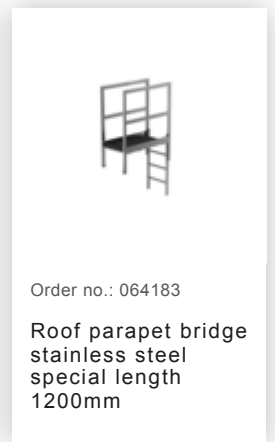 Order no.: 064183
Roof parapet bridge
stainless steel
special length
1200mm